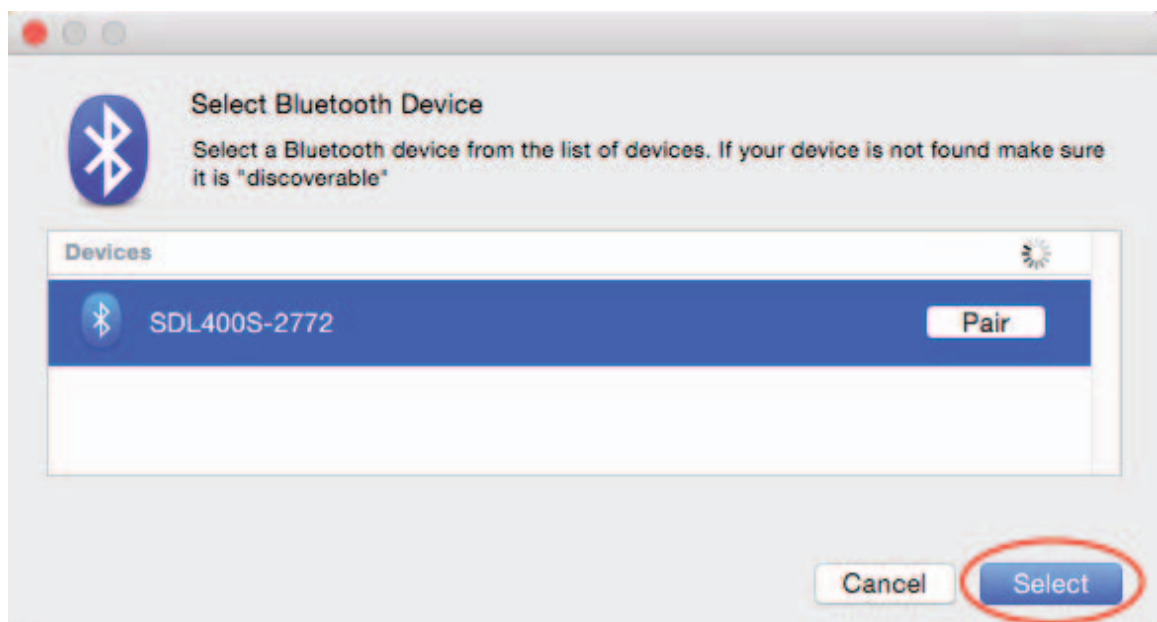 Select Bluetooth Device
Select a Bluetooth device from the list of devices. If your device is not found make sure
it is "discoverable"
Devices
SDL400S-2772
Pair
Cancel
Select